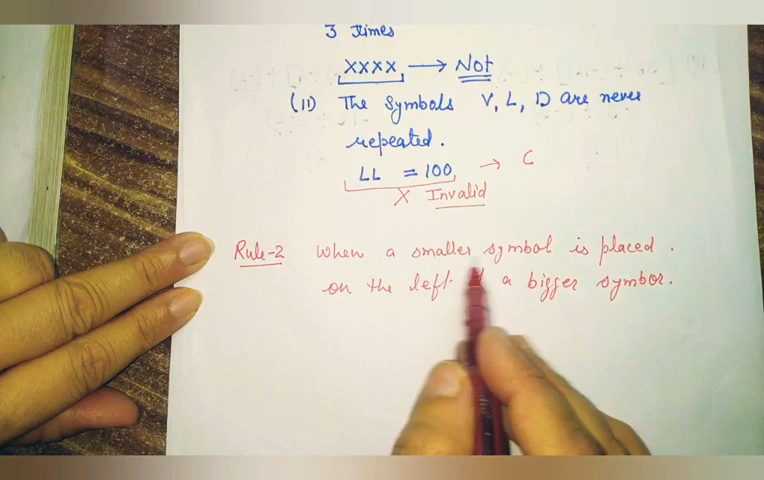 3 Times
XXXX → Not
(II) The Symbols V, L, D are never
repeated.
LL = 100, → C
X Invalid
Rule-2 When a smaller symbol is placed.
on the left a bigger symbol.